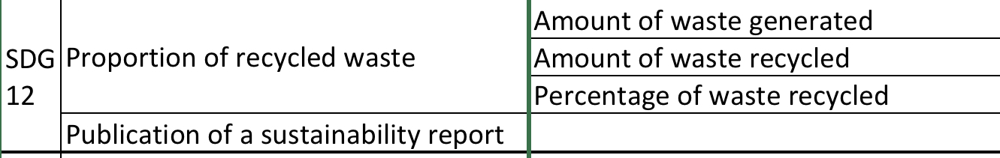 SDG
12
Proportion of recycled waste
Amount of waste generated
Amount of waste recycled
Percentage of waste recycled
Publication of a sustainability report